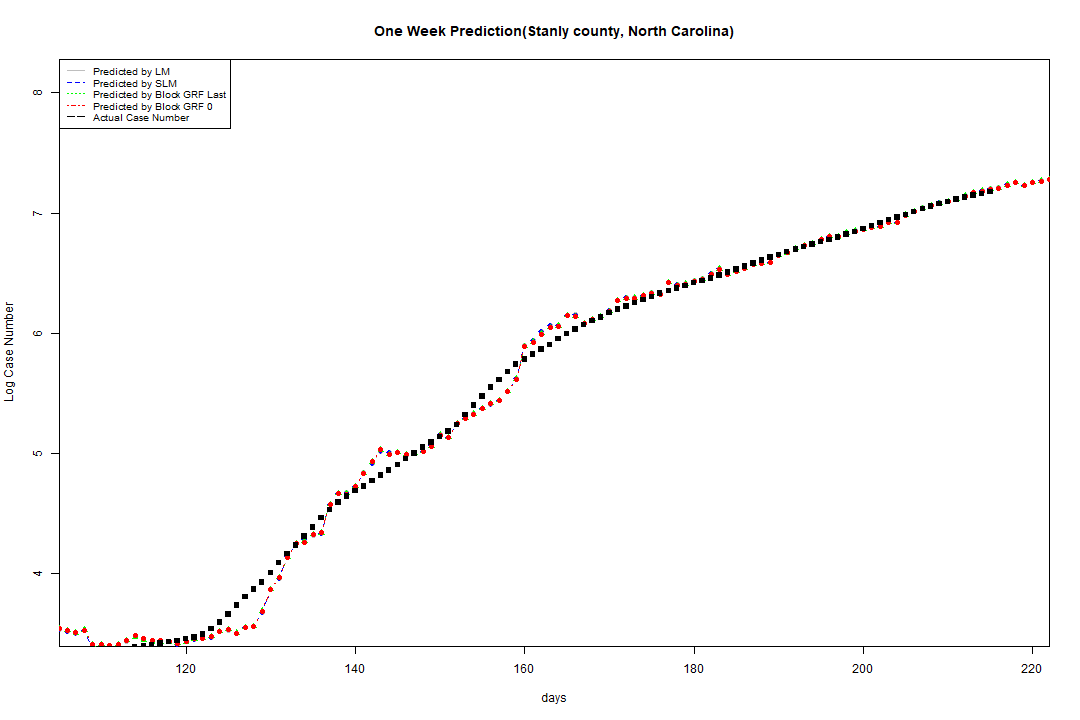 One Week Prediction(Stanly county, North Carolina)
Predicted by LM
Predicted by SLM
Predicted by Block GRF Last
Predicted by Block GRF 0
Actual Case Number
8
7
6
5
4
Log Case Number
120 140 160 180 200 220
days